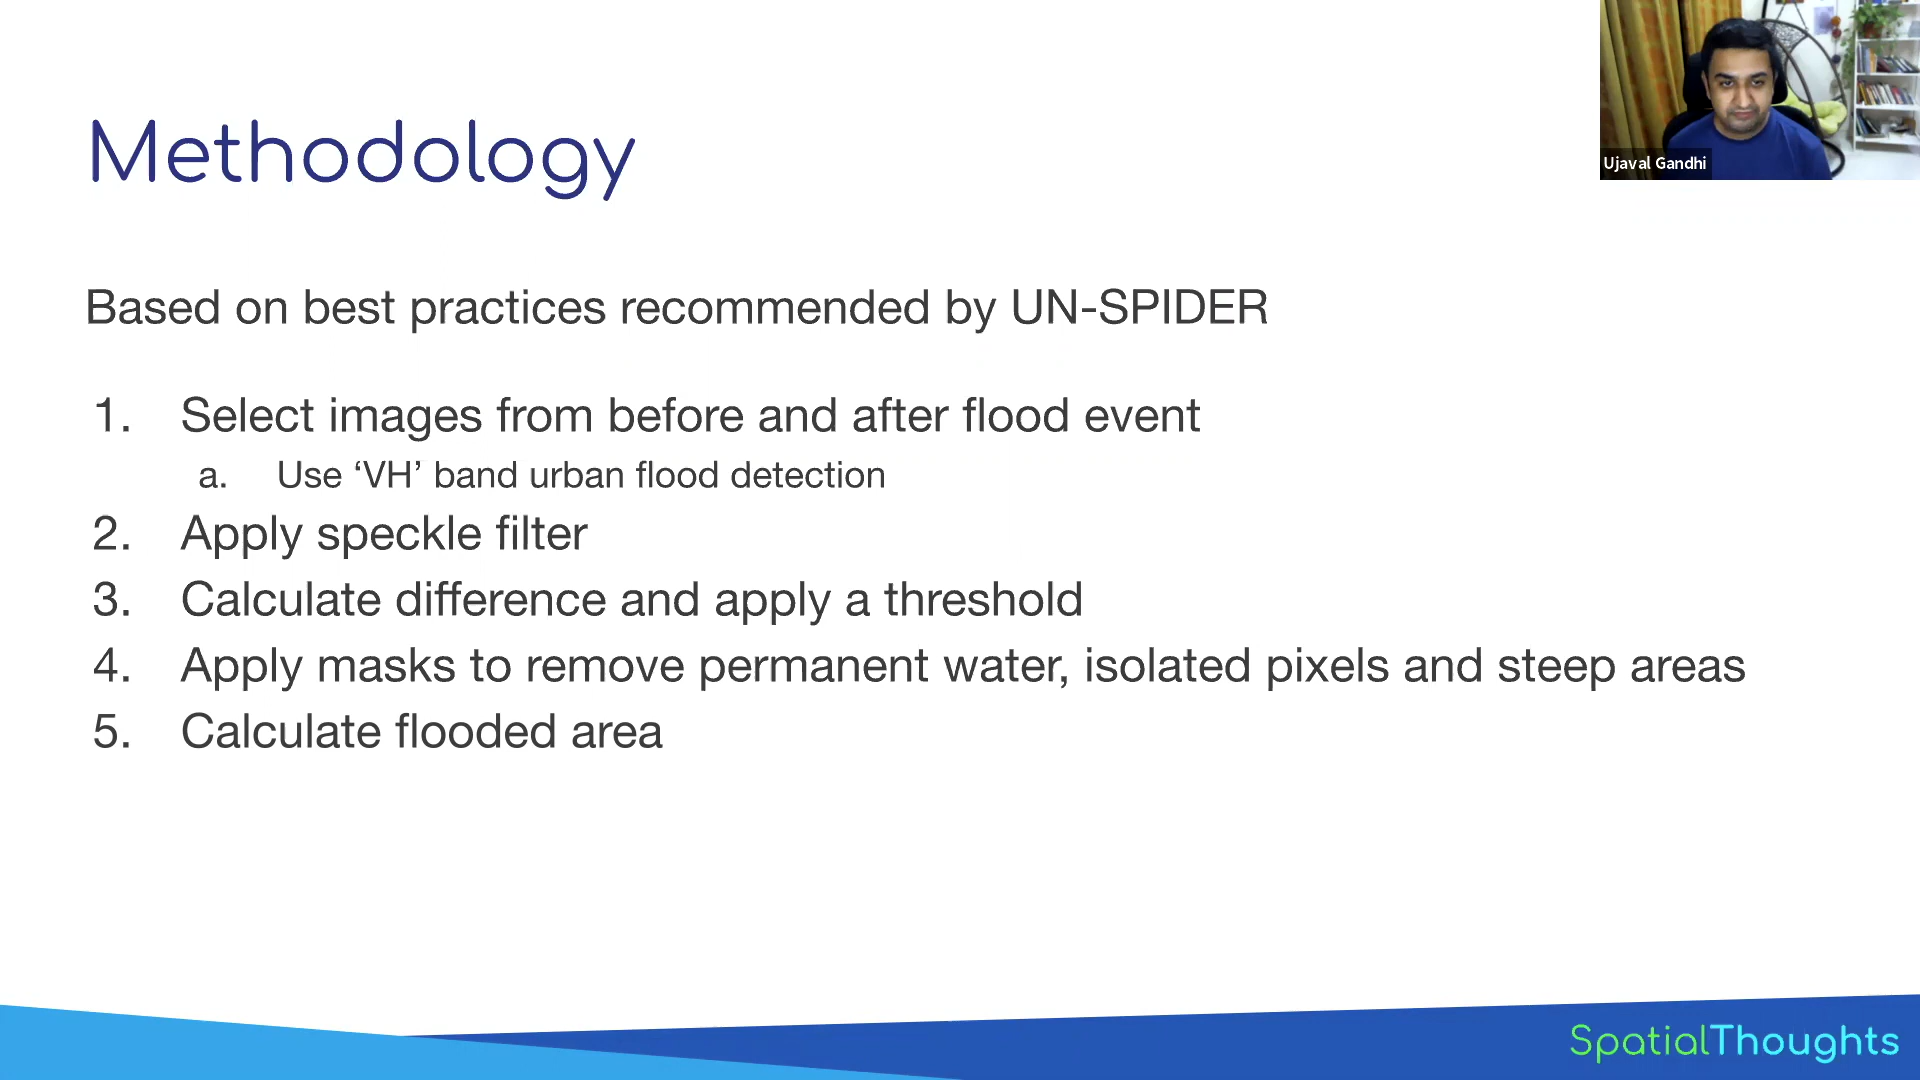 Ujaval Gandhi
Methodology
Based on best practices recommended by UN-SPIDER
1. Select images from before and after flood event
a. Use ‘VH’ band urban flood detection
2. Apply speckle filter
3. Calculate difference and apply a threshold
4. Apply masks to remove permanent water, isolated pixels and steep areas
5. Calculate flooded area
SpatialThoughts